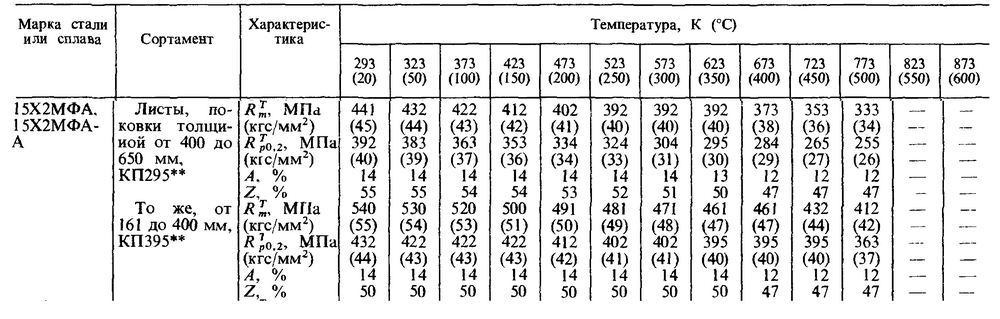 Марка стали или сплава | Сортамент | Характерис-тика | Температура, К (°С)
293 (20) | 323 (50) | 373 (100) | 423 (150) | 473 (200) | 523 (250) | 573 (300) | 623 (350) | 673 (400) | 723 (450) | 773 (500) | 823 (550) | 873 (600)
15Х2МФА, | Листы, по- | R_m^T, МПа | 441 | 432 | 422 | 412 | 402 | 392 | 392 | 392 | 373 | 353 | 333 | — | —
15Х2МФА- | ковки толщи- | (кгс/мм²) | (45) | (44) | (43) | (42) | (41) | (40) | (40) | (40) | (38) | (36) | (34) | — | —
А | ной от 400 до | R_p0,2^T, МПа | 392 | 383 | 363 | 353 | 334 | 324 | 304 | 295 | 284 | 265 | 255 | — | —
650 мм, | (кгс/мм²) | (40) | (39) | (37) | (36) | (34) | (33) | (31) | (30) | (29) | (27) | (26) | — | —
КП295** | A, % | 14 | 14 | 14 | 14 | 14 | 14 | 14 | 13 | 12 | 12 | 12 | — | —
Z, % | 55 | 55 | 54 | 54 | 53 | 52 | 51 | 50 | 47 | 47 | 47 | — | —
То же, от | R_m^T, МПа | 540 | 530 | 520 | 500 | 491 | 481 | 471 | 461 | 461 | 432 | 412 | — | —
161 до 400 мм, | (кгс/мм²) | (55) | (54) | (53) | (51) | (50) | (49) | (48) | (47) | (47) | (44) | (42) | — | —
КП395** | R_p0,2^T, МПа | 432 | 422 | 422 | 422 | 412 | 402 | 402 | 395 | 395 | 395 | 363 | — | —
(кгс/мм²) | (44) | (43) | (43) | (43) | (42) | (41) | (41) | (40) | (40) | (40) | (37) | — | —
A, % | 14 | 14 | 14 | 14 | 14 | 14 | 14 | 14 | 12 | 12 | 12 | — | —
Z, % | 50 | 50 | 50 | 50 | 50 | 50 | 50 | 50 | 47 | 47 | 47 | — | —